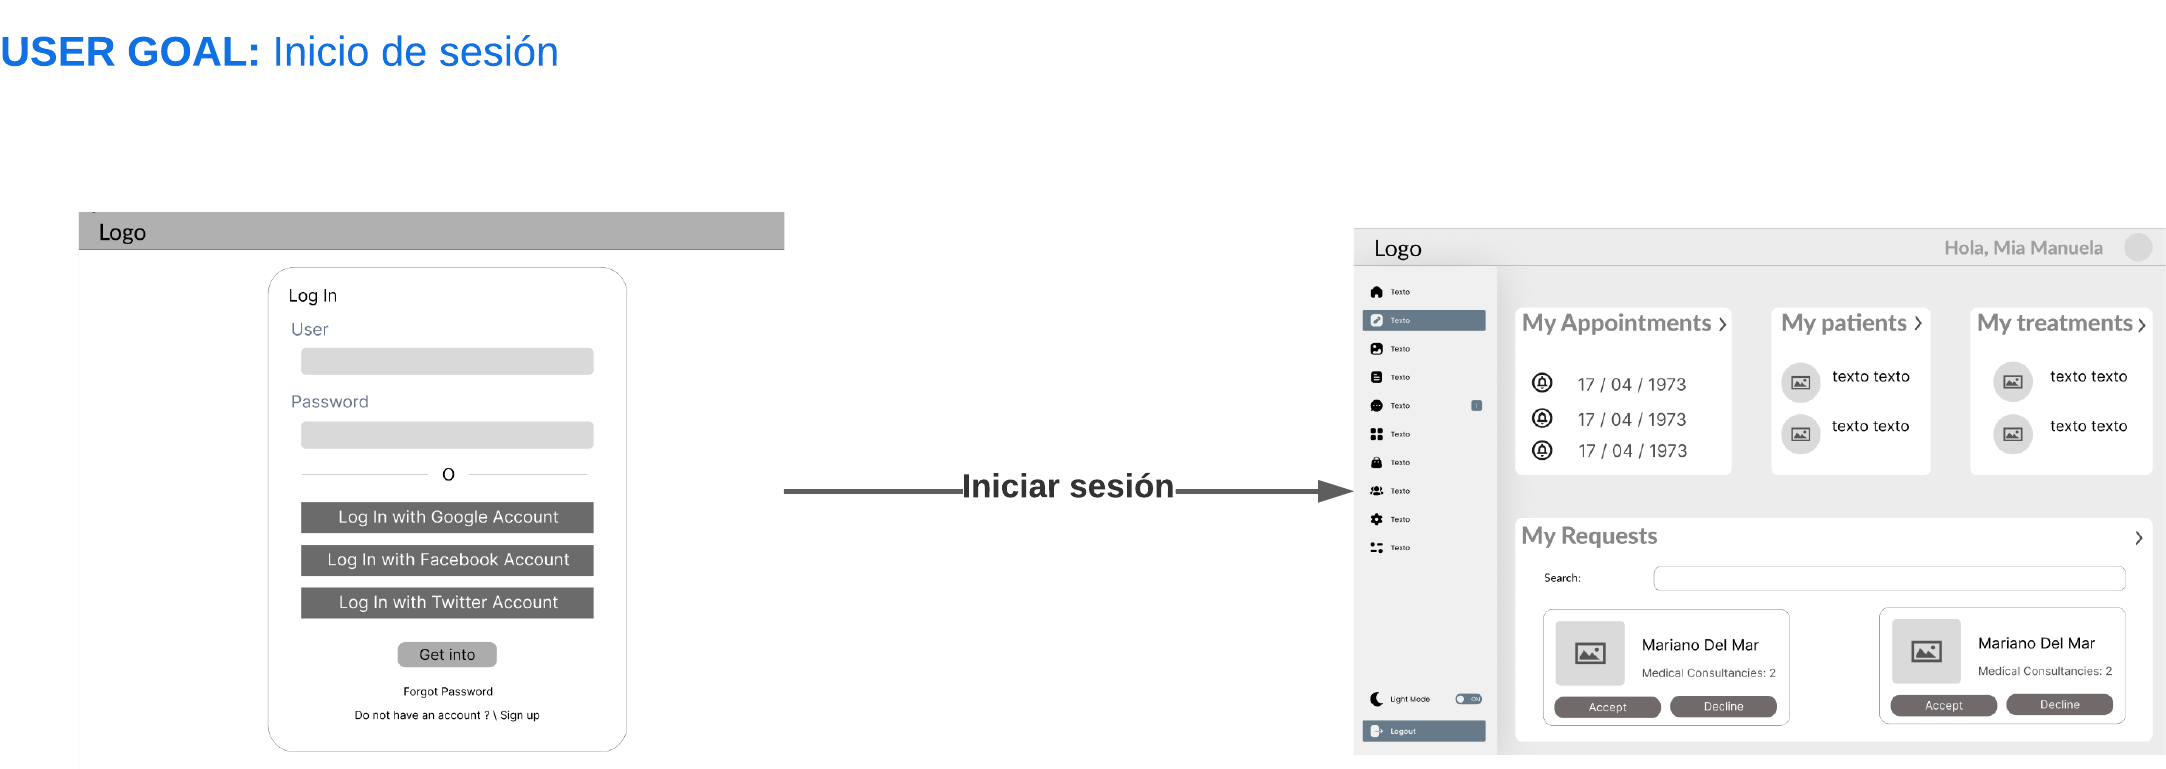 USER GOAL: Inicio de sesión
Logo
Log In
User
Password
O
Log In with Google Account
Log In with Facebook Account
Log In with Twitter Account
Get into
Forgot Password
Do not have an account ? \ Sign up
Iniciar sesión
Logo
Hola, Mia Manuela
Texto
Texto
Texto
Texto
Texto
Texto
Texto
Texto
Texto
Texto
Light Mode ON
Logout
My Appointments
17 / 04 / 1973
17 / 04 / 1973
17 / 04 / 1973
My patients
texto texto
texto texto
My treatments
texto texto
texto texto
My Requests
Search:
Mariano Del Mar
Medical Consultancies: 2
Accept
Decline
Mariano Del Mar
Medical Consultancies: 2
Accept
Decline